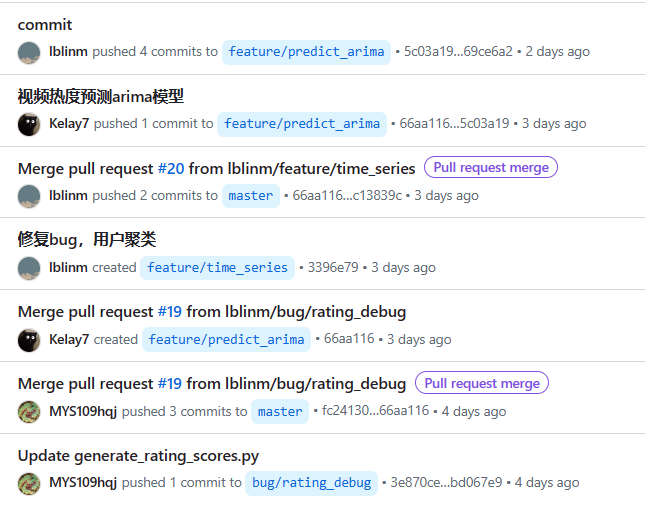 commit
lblinm pushed 4 commits to feature/predict_arima • 5c03a19…69ce6a2 • 2 days ago
视频热度预测arima模型
Kelay7 pushed 1 commit to feature/predict_arima • 66aa116…5c03a19 • 3 days ago
Merge pull request #20 from lblinm/feature/time_series Pull request merge
lblinm pushed 2 commits to master • 66aa116…c13839c • 3 days ago
修复bug，用户聚类
lblinm created feature/time_series • 3396e79 • 3 days ago
Merge pull request #19 from lblinm/bug/rating_debug
Kelay7 created feature/predict_arima • 66aa116 • 3 days ago
Merge pull request #19 from lblinm/bug/rating_debug Pull request merge
MYS109hqj pushed 3 commits to master • fc24130…66aa116 • 4 days ago
Update generate_rating_scores.py
MYS109hqj pushed 1 commit to bug/rating_debug • 3e870ce…bd067e9 • 4 days ago